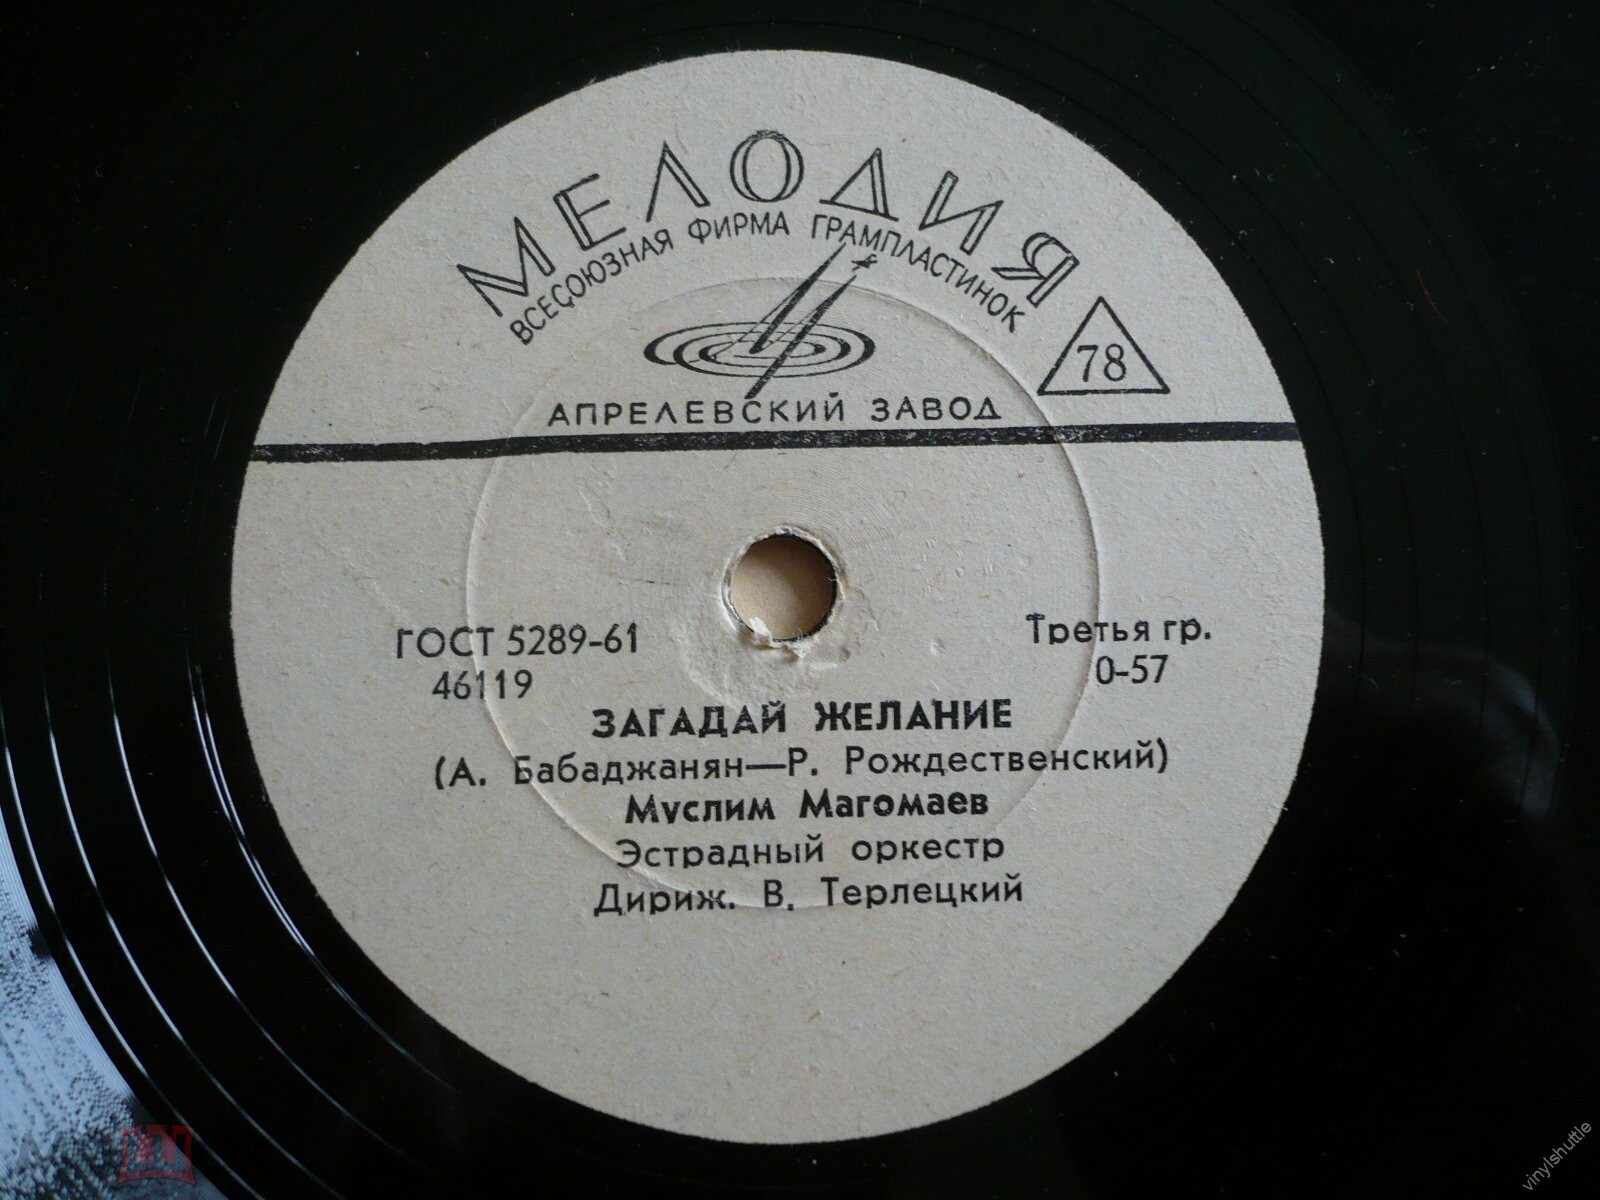 МЕЛОДИЯ
ВСЕСОЮЗНАЯ ФИРМА ГРАМПЛАСТИНОК
78
АПРЕЛЕВСКИЙ ЗАВОД
ГОСТ 5289-61
46119
Третья гр.
0-57
ЗАГАДАЙ ЖЕЛАНИЕ
(А. Бабаджанян—Р. Рождественский)
Муслим Магомаев
Эстрадный оркестр
Дириж. В. Терлецкий
vinylshuttle